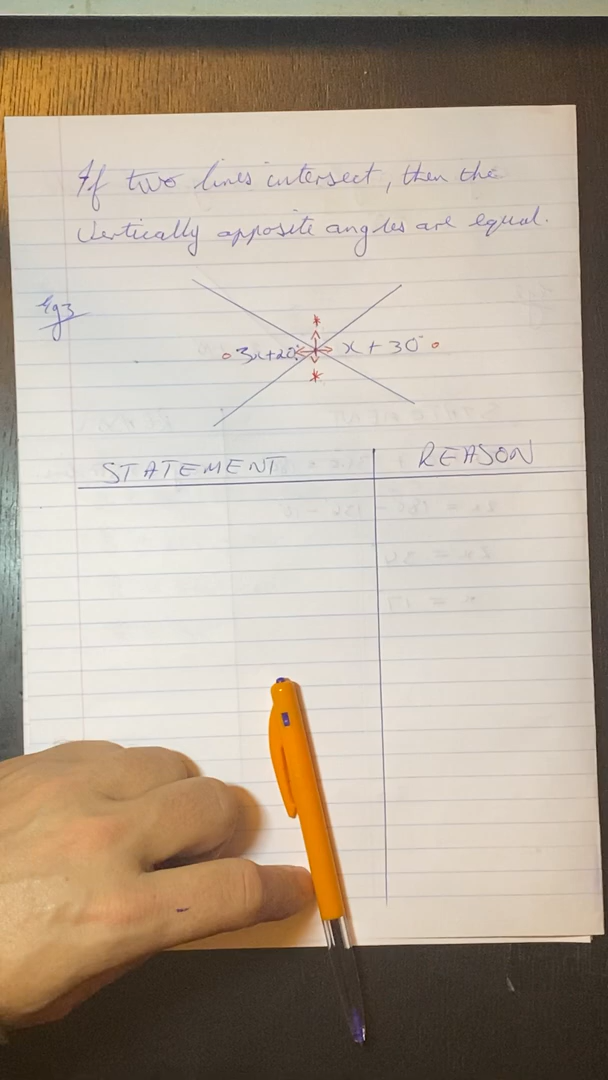 If two lines intersect, then the
vertically opposite angles are equal.
Eg3
3x+20° x + 30°
STATEMENT REASON